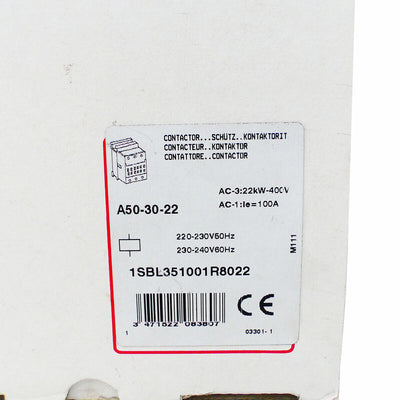 CONTACTOR...SCHÜTZ..KONTAKTORIT
CONTACTEUR..KONTAKTOR
CONTATTORE..CONTACTOR
AC-3:22kW-400V
AC-1:Ie=100A
A50-30-22
220-230V50Hz
230-240V60Hz
M111
1SBL351001R8022
3 471522 083807
CE
1
03301-1